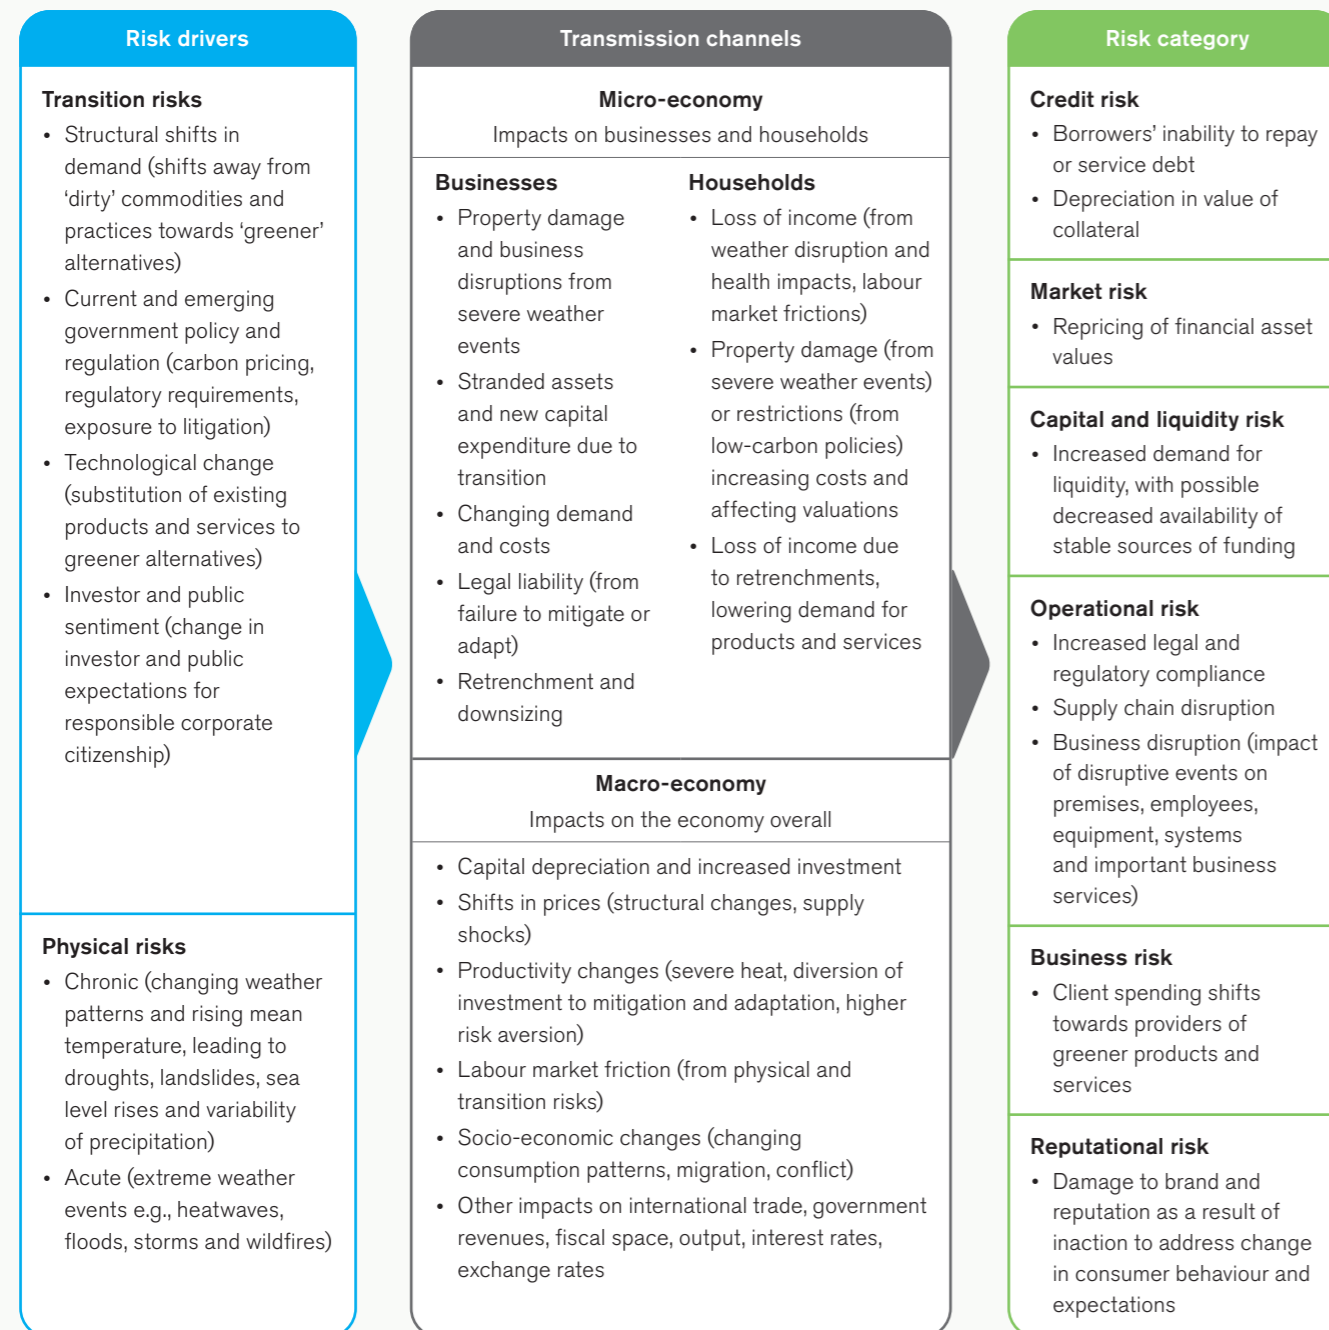 Risk drivers
Transition risks
• Structural shifts in
demand (shifts away from
‘dirty’ commodities and
practices towards ‘greener’
alternatives)
• Current and emerging
government policy and
regulation (carbon pricing,
regulatory requirements,
exposure to litigation)
• Technological change
(substitution of existing
products and services to
greener alternatives)
• Investor and public
sentiment (change in
investor and public
expectations for
responsible corporate
citizenship)
Physical risks
• Chronic (changing weather
patterns and rising mean
temperature, leading to
droughts, landslides, sea
level rises and variability
of precipitation)
• Acute (extreme weather
events e.g., heatwaves,
floods, storms and wildfires)
Transmission channels
Micro-economy
Impacts on businesses and households
Businesses
• Property damage
and business
disruptions from
severe weather
events
• Stranded assets
and new capital
expenditure due to
transition
• Changing demand
and costs
• Legal liability (from
failure to mitigate or
adapt)
• Retrenchment and
downsizing
Households
• Loss of income (from
weather disruption and
health impacts, labour
market frictions)
• Property damage (from
severe weather events)
or restrictions (from
low-carbon policies)
increasing costs and
affecting valuations
• Loss of income due
to retrenchments,
lowering demand for
products and services
Macro-economy
Impacts on the economy overall
• Capital depreciation and increased investment
• Shifts in prices (structural changes, supply
shocks)
• Productivity changes (severe heat, diversion of
investment to mitigation and adaptation, higher
risk aversion)
• Labour market friction (from physical and
transition risks)
• Socio-economic changes (changing
consumption patterns, migration, conflict)
• Other impacts on international trade, government
revenues, fiscal space, output, interest rates,
exchange rates
Risk category
Credit risk
• Borrowers’ inability to repay
or service debt
• Depreciation in value of
collateral
Market risk
• Repricing of financial asset
values
Capital and liquidity risk
• Increased demand for
liquidity, with possible
decreased availability of
stable sources of funding
Operational risk
• Increased legal and
regulatory compliance
• Supply chain disruption
• Business disruption (impact
of disruptive events on
premises, employees,
equipment, systems
and important business
services)
Business risk
• Client spending shifts
towards providers of
greener products and
services
Reputational risk
• Damage to brand and
reputation as a result of
inaction to address change
in consumer behaviour and
expectations